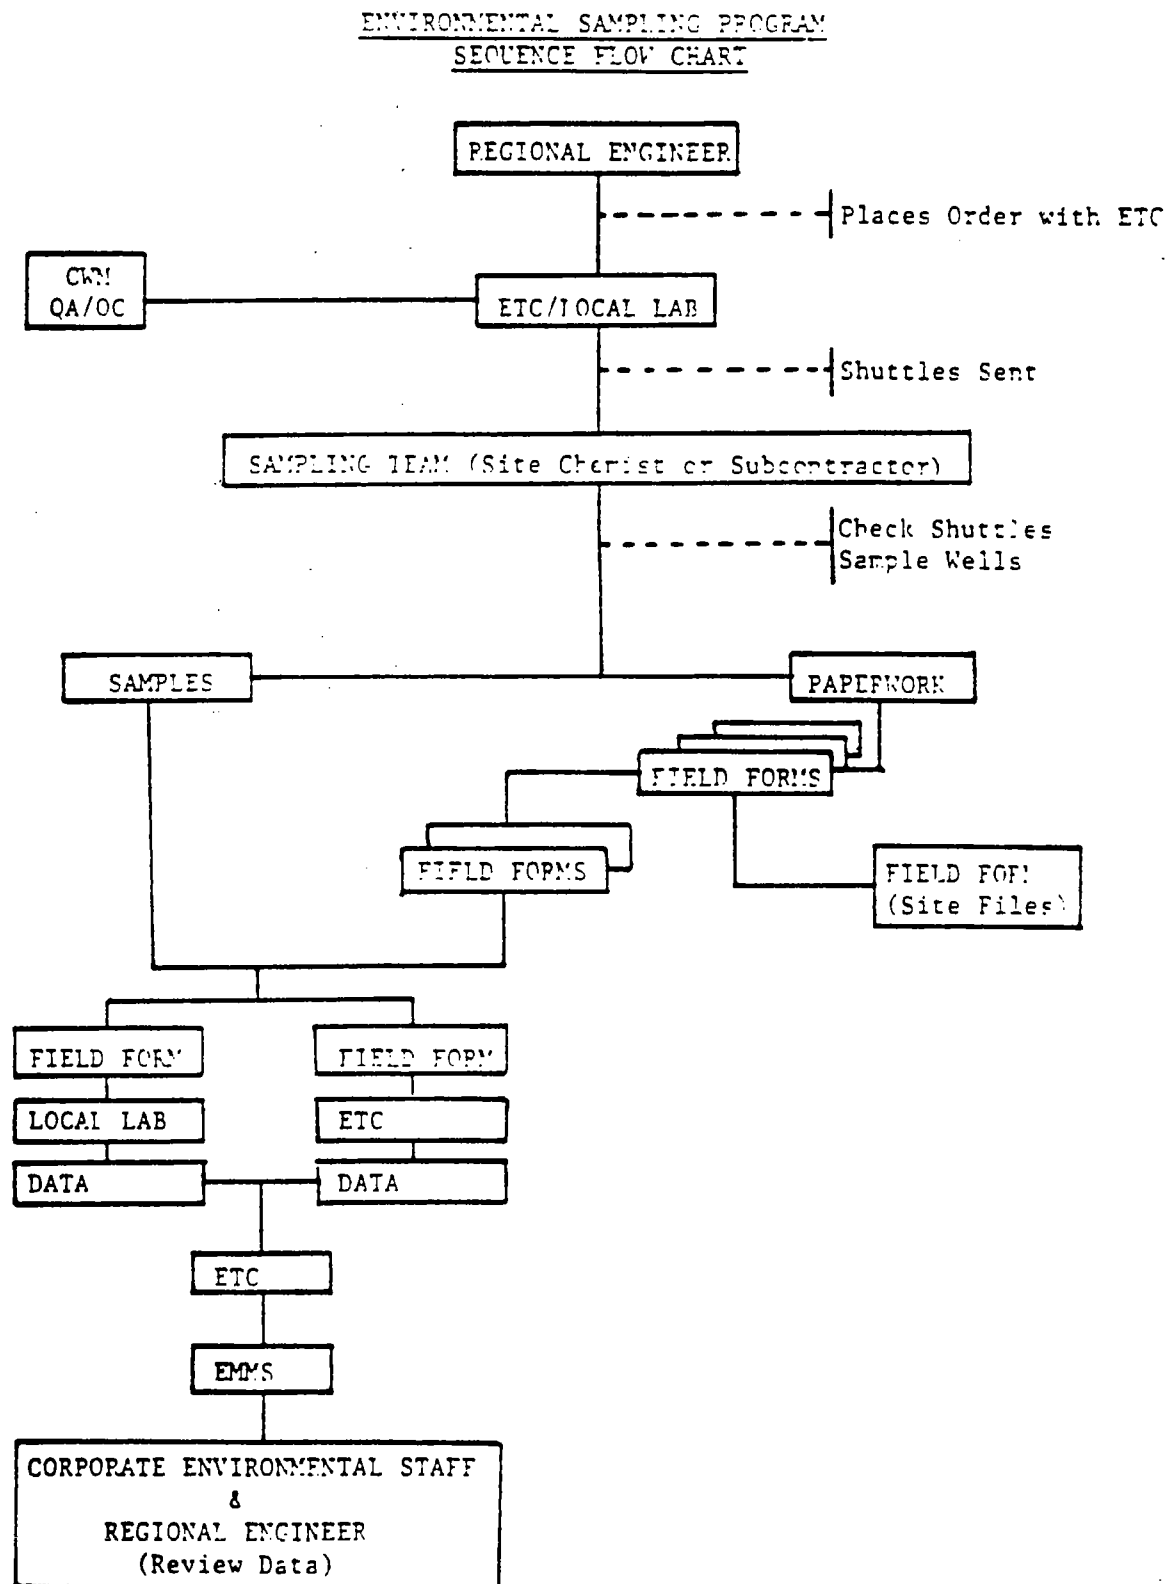 ENVIRONMENTAL SAMPLING PROGRAM
SEQUENCE FLOW CHART
REGIONAL ENGINEER
Places Order with ETC
CWM
QA/QC
ETC/LOCAL LAB
Shuttles Sent
SAMPLING TEAM (Site Chemist or Subcontractor)
Check Shuttles
Sample Wells
SAMPLES
PAPERWORK
FIELD FORMS
FIELD FORMS
FIELD FORM
(Site Files)
FIELD FORM
FIELD FORM
LOCAL LAB
ETC
DATA
DATA
ETC
EMMS
CORPORATE ENVIRONMENTAL STAFF
&
REGIONAL ENGINEER
(Review Data)